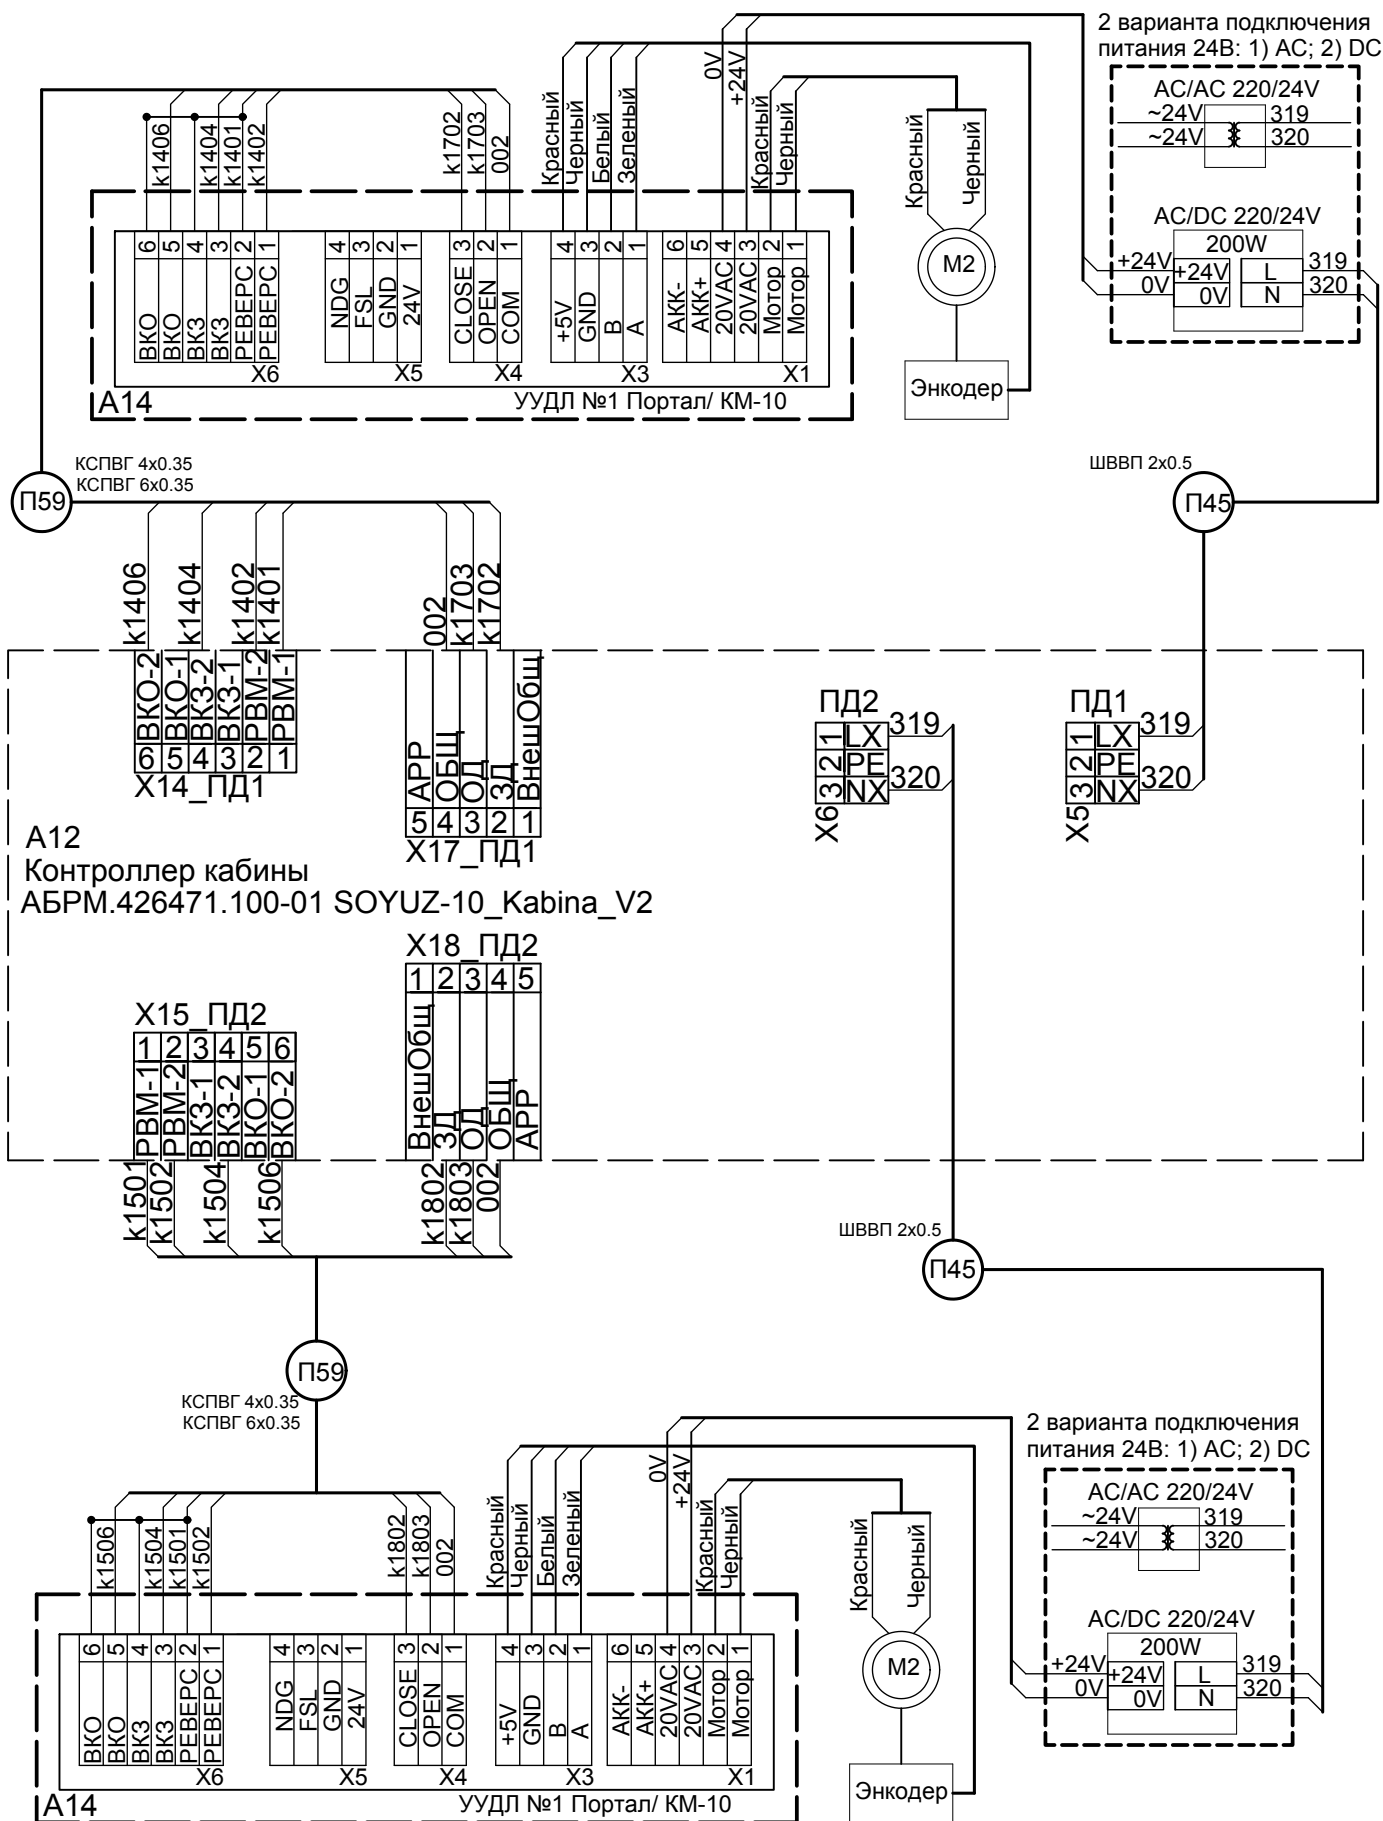 2 варианта подключения
питания 24В: 1) AC; 2) DC
AC/AC 220/24V
~24V 319
~24V 320
AC/DC 220/24V
200W
+24V +24V L 319
0V 0V N 320
k1406
k1404
k1401
k1402
k1702
k1703
002
Красный
Черный
Белый
Зеленый
0V
+24V
Красный
Черный
Красный
Черный
M2
Энкодер
6 5 4 3 2 1
ВКО
ВКО
ВКЗ
ВКЗ
РЕВЕРС
РЕВЕРС
X6
4 3 2 1
NDG
FSL
GND
24V
X5
3 2 1
CLOSE
OPEN
COM
X4
4 3 2 1
+5V
GND
B
A
X3
6 5 4 3 2 1
АКК-
АКК+
20VAC
20VAC
Мотор
Мотор
X1
A14
УУДЛ №1 Портал/ КМ-10
КСПВГ 4х0.35
КСПВГ 6х0.35
П59
ШВВП 2х0.5
П45
k1406
k1404
k1402
k1401
002
k1703
k1702
ВКО-2
ВКО-1
ВКЗ-2
ВКЗ-1
РВМ-2
РВМ-1
6 5 4 3 2 1
X14_ПД1
АРР
ОБЩ
ОД
ЗД
ВнешОбщ
5 4 3 2 1
X17_ПД1
ПД2
1 LX 319
2 PE
3 NX 320
X6
ПД1
1 LX 319
2 PE
3 NX 320
X5
A12
Контроллер кабины
АБРМ.426471.100-01 SOYUZ-10_Kabina_V2
X18_ПД2
1 2 3 4 5
ВнешОбщ
ЗД
ОД
ОБЩ
АРР
X15_ПД2
1 2 3 4 5 6
РВМ-1
РВМ-2
ВКЗ-1
ВКЗ-2
ВКО-1
ВКО-2
k1501
k1502
k1504
k1506
k1802
k1803
002
ШВВП 2х0.5
П45
П59
КСПВГ 4х0.35
КСПВГ 6х0.35
2 варианта подключения
питания 24В: 1) AC; 2) DC
AC/AC 220/24V
~24V 319
~24V 320
AC/DC 220/24V
200W
+24V +24V L 319
0V 0V N 320
k1506
k1504
k1501
k1502
k1802
k1803
002
Красный
Черный
Белый
Зеленый
0V
+24V
Красный
Черный
Красный
Черный
M2
Энкодер
6 5 4 3 2 1
ВКО
ВКО
ВКЗ
ВКЗ
РЕВЕРС
РЕВЕРС
X6
4 3 2 1
NDG
FSL
GND
24V
X5
3 2 1
CLOSE
OPEN
COM
X4
4 3 2 1
+5V
GND
B
A
X3
6 5 4 3 2 1
АКК-
АКК+
20VAC
20VAC
Мотор
Мотор
X1
A14
УУДЛ №1 Портал/ КМ-10